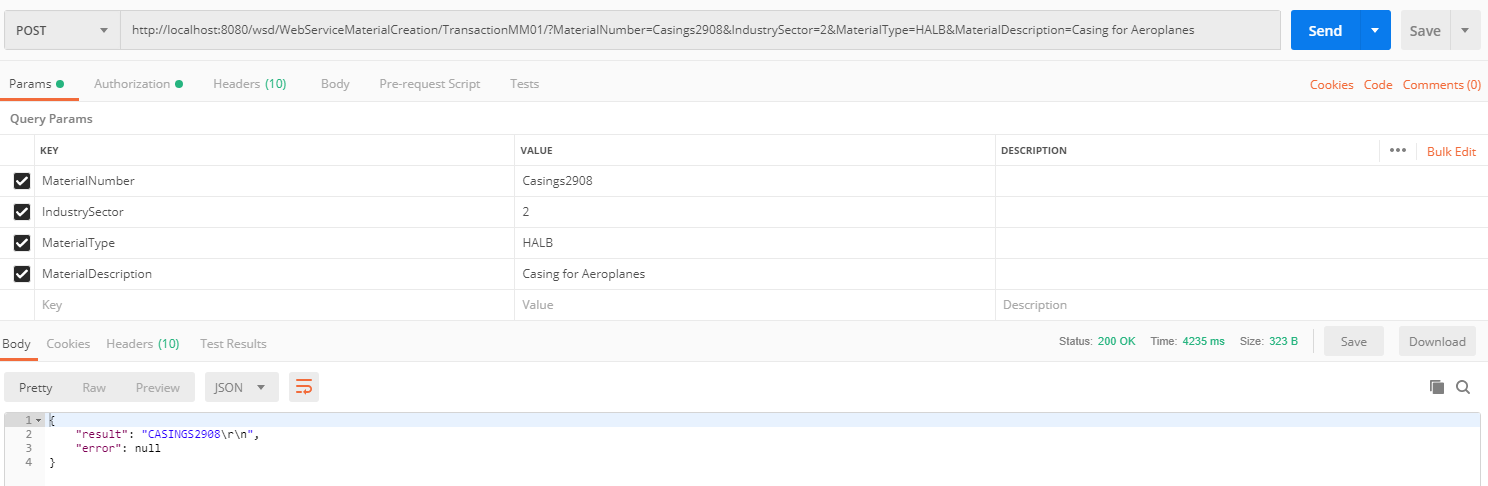 POST http://localhost:8080/wsd/WebServiceMaterialCreation/TransactionMM01/?MaterialNumber=Casings2908&IndustrySector=2&MaterialType=HALB&MaterialDescription=Casing for Aeroplanes Send Save
Params Authorization Headers (10) Body Pre-request Script Tests Cookies Code Comments (0)
Query Params
KEY VALUE DESCRIPTION ••• Bulk Edit
MaterialNumber Casings2908
IndustrySector 2
MaterialType HALB
MaterialDescription Casing for Aeroplanes
Key Value Description
Body Cookies Headers (10) Test Results Status: 200 OK Time: 4235 ms Size: 323 B Save Download
Pretty Raw Preview JSON
1 {
2 "result": "CASINGS2908\r\n",
3 "error": null
4 }